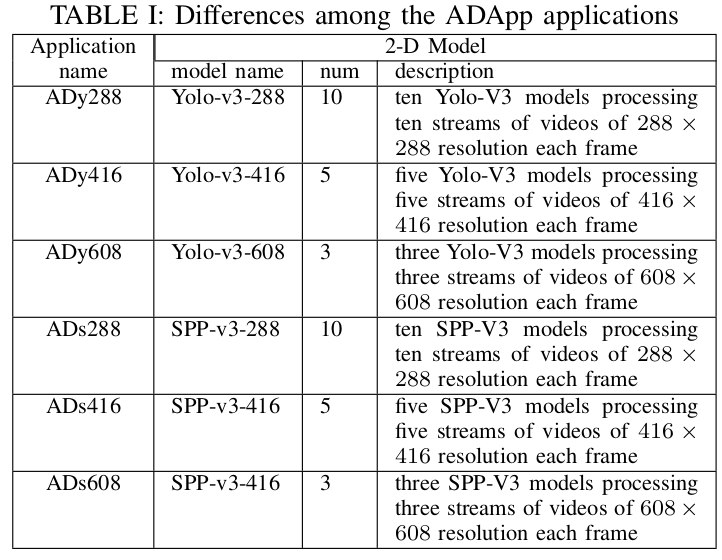 TABLE I: Differences among the ADApp applications
Application name 2-D Model
model name num description
ADy288 Yolo-v3-288 10 ten Yolo-V3 models processing
ten streams of videos of 288 ×
288 resolution each frame
ADy416 Yolo-v3-416 5 five Yolo-V3 models processing
five streams of videos of 416 ×
416 resolution each frame
ADy608 Yolo-v3-608 3 three Yolo-V3 models processing
three streams of videos of 608 ×
608 resolution each frame
ADs288 SPP-v3-288 10 ten SPP-V3 models processing
ten streams of videos of 288 ×
288 resolution each frame
ADs416 SPP-v3-416 5 five SPP-V3 models processing
five streams of videos of 416 ×
416 resolution each frame
ADs608 SPP-v3-416 3 three SPP-V3 models processing
three streams of videos of 608 ×
608 resolution each frame